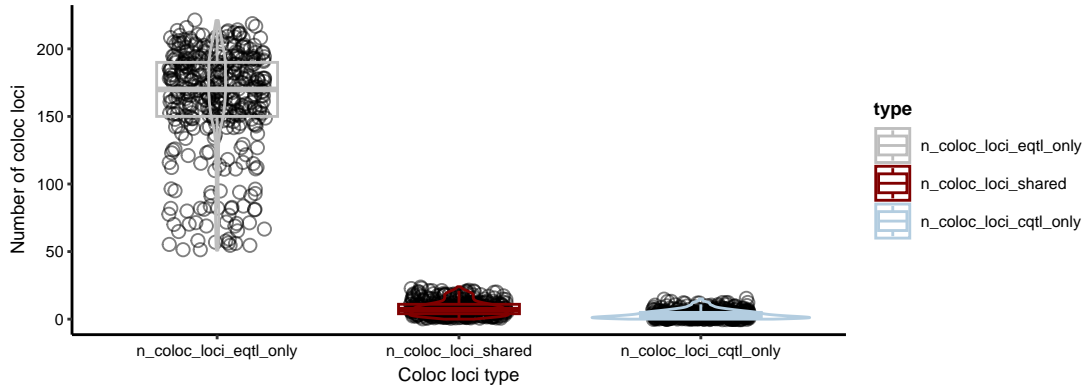 Number of coloc loci
200
150
100
50
0
n_coloc_loci_eqtl_only
n_coloc_loci_shared
n_coloc_loci_cqtl_only
Coloc loci type
type
n_coloc_loci_eqtl_only
n_coloc_loci_shared
n_coloc_loci_cqtl_only